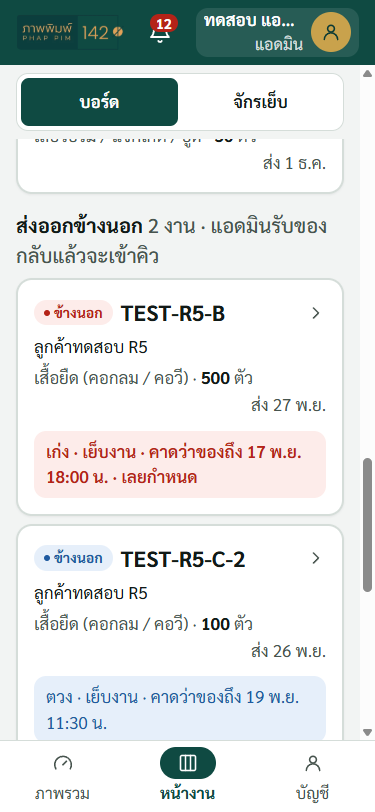 ภาพพิมพ์
PHAP PIM
142
12
ทดสอบ แอ...
แอดมิน
บอร์ด
จักรเย็บ
ส่ง 1 ธ.ค.
ส่งออกข้างนอก 2 งาน · แอดมินรับของ
กลับแล้วจะเข้าคิว
ข้างนอก TEST-R5-B
ลูกค้าทดสอบ R5
เสื้อยืด (คอกลม / คอวี) · 500 ตัว
ส่ง 27 พ.ย.
เก่ง · เย็บงาน · คาดว่าของถึง 17 พ.ย.
18:00 น. · เลยกำหนด
ข้างนอก TEST-R5-C-2
ลูกค้าทดสอบ R5
เสื้อยืด (คอกลม / คอวี) · 100 ตัว
ส่ง 26 พ.ย.
ตวง · เย็บงาน · คาดว่าของถึง 19 พ.ย.
11:30 น.
ภาพรวม
หน้างาน
บัญชี